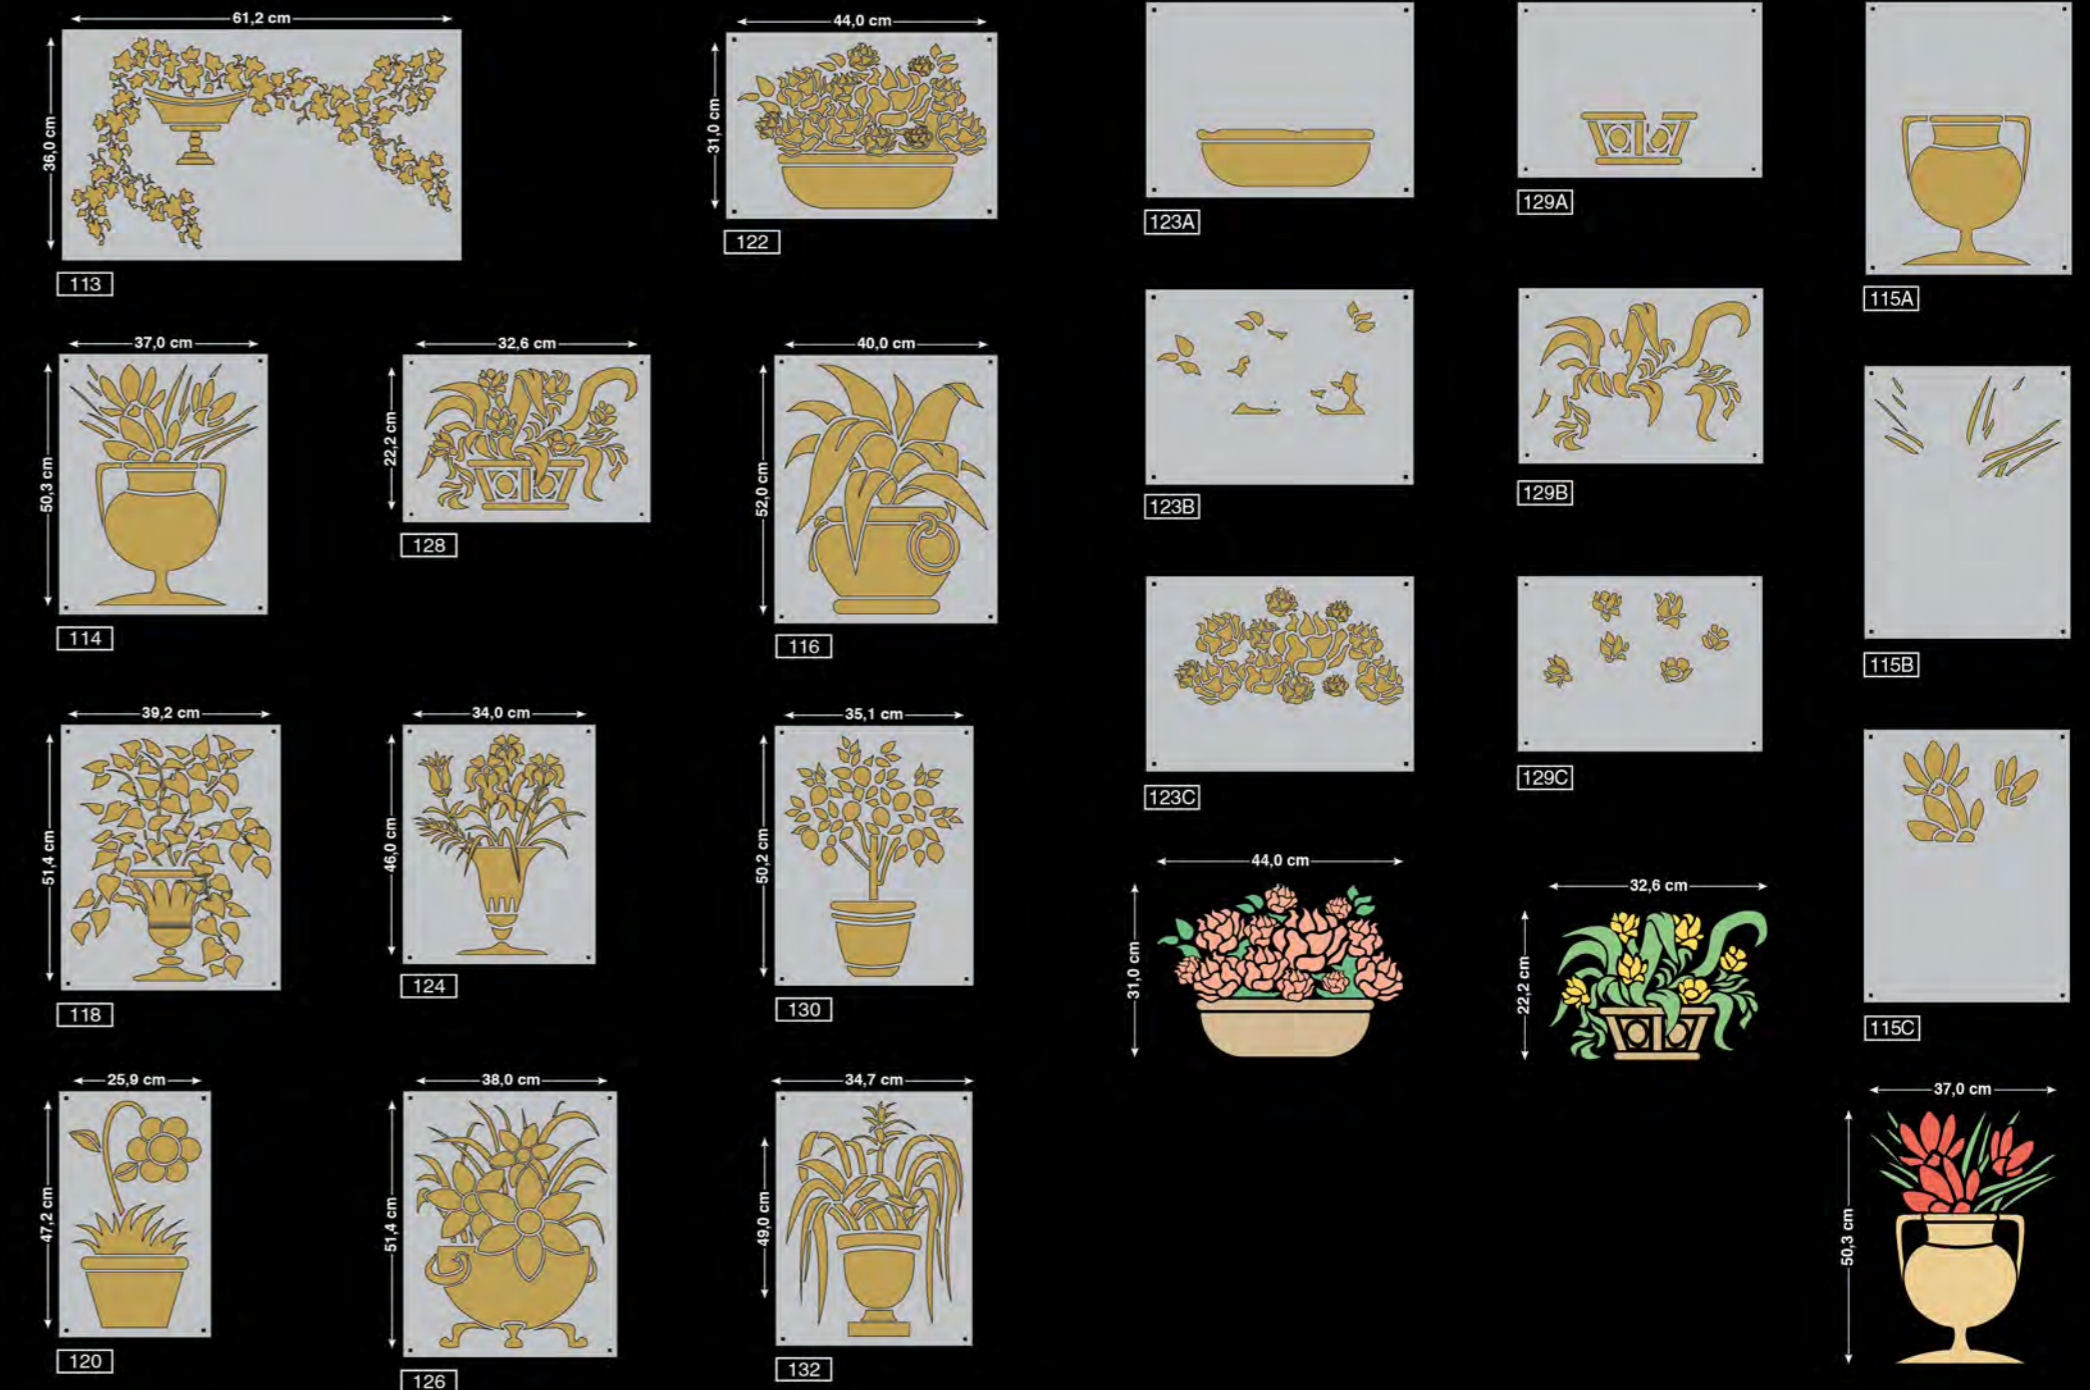 61,2 cm
36,0 cm
113
44,0 cm
31,0 cm
122
123A
129A
115A
37,0 cm
50,3 cm
114
32,6 cm
22,2 cm
128
40,0 cm
52,0 cm
116
123B
129B
115B
39,2 cm
51,4 cm
118
34,0 cm
46,0 cm
124
35,1 cm
50,2 cm
130
123C
129C
115C
44,0 cm
31,0 cm
32,6 cm
22,2 cm
25,9 cm
47,2 cm
120
38,0 cm
51,4 cm
126
34,7 cm
49,0 cm
132
37,0 cm
50,3 cm